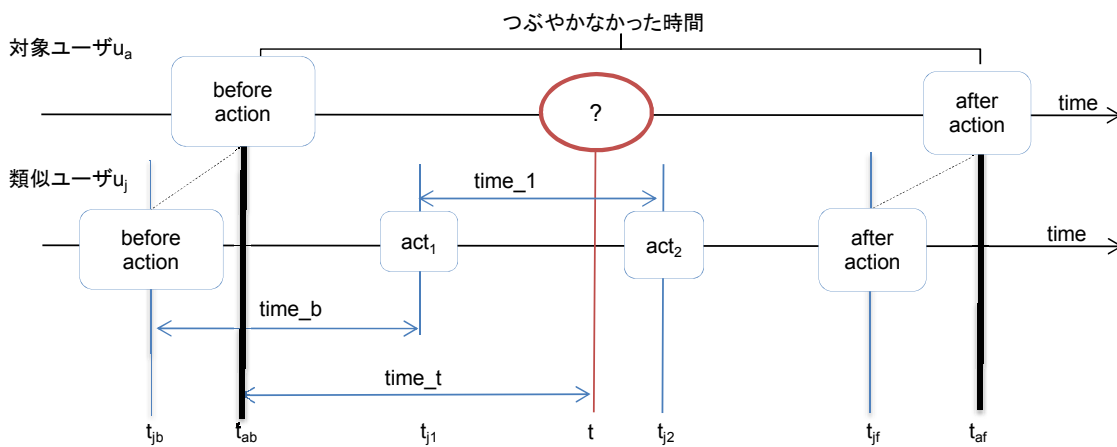 つぶやかなかった時間
対象ユーザua
before
action
?
after
action
time
類似ユーザuj
time_1
before
action
act1
act2
after
action
time
time_b
time_t
tjb
tab
tj1
t
tj2
tjf
taf